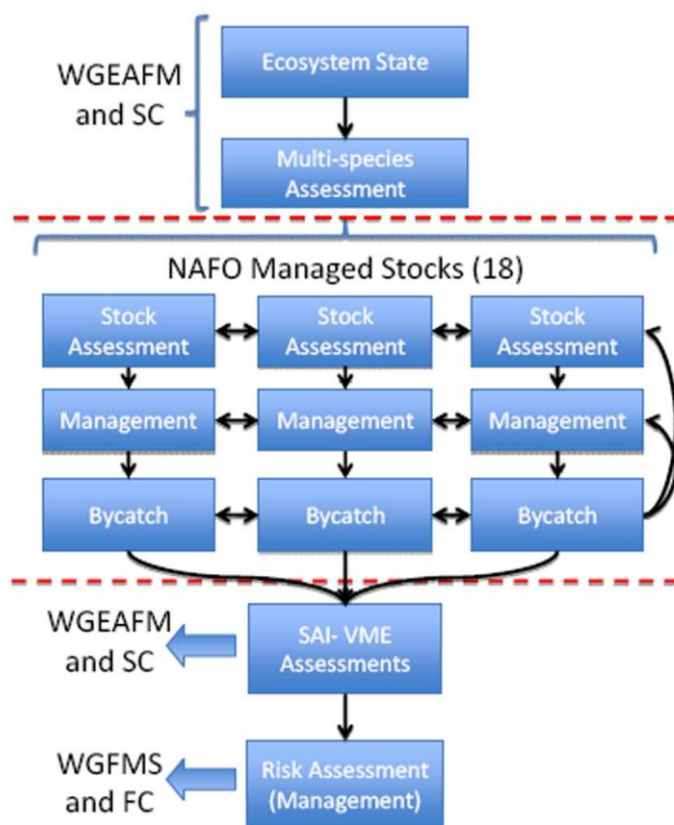 WGEAFM
and SC
Ecosystem State
Multi-species
Assessment
NAFO Managed Stocks (18)
Stock
Assessment
Stock
Assessment
Stock
Assessment
Management
Management
Management
Bycatch
Bycatch
Bycatch
WGEAFM
and SC
SAI- VME
Assessments
WGFMS
and FC
Risk Assessment
(Management)